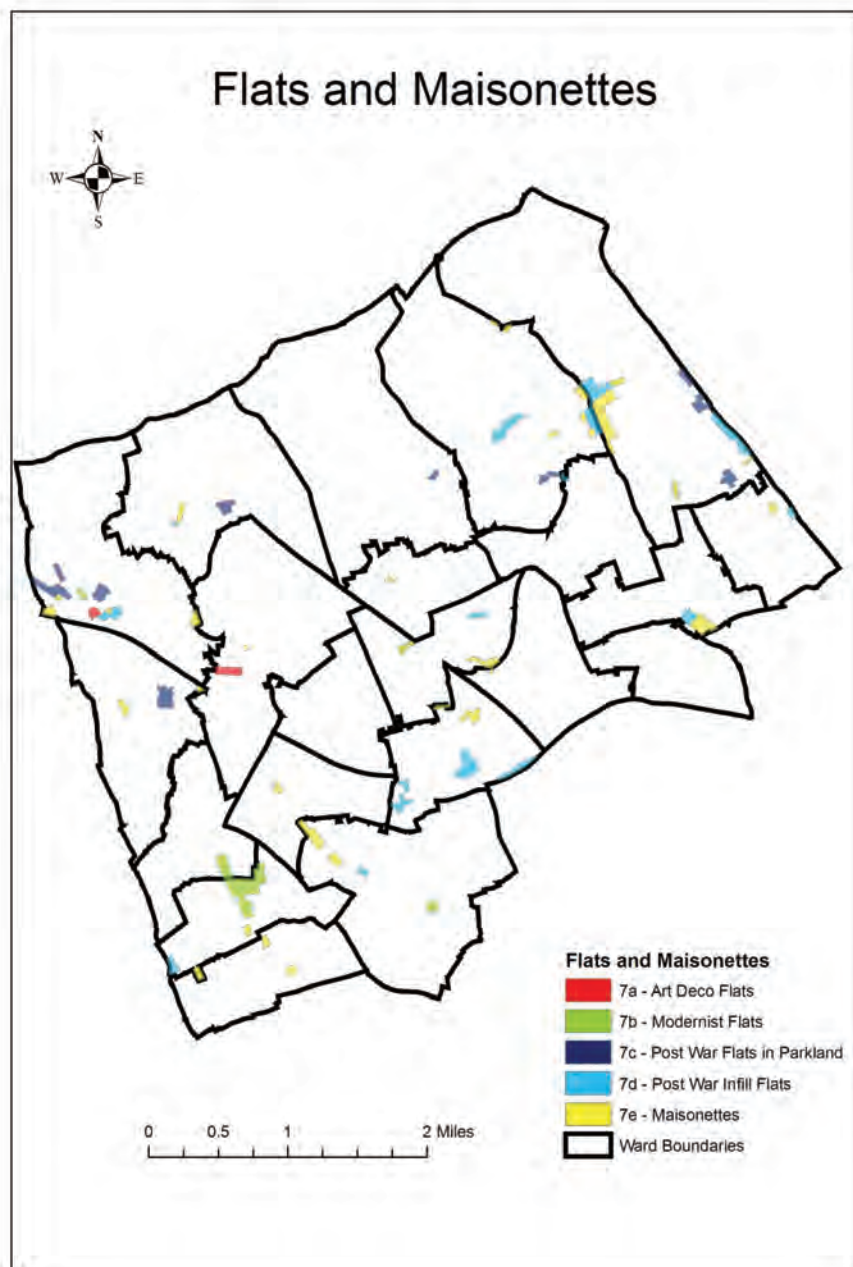 Flats and Maisonettes
N
W E
S
Flats and Maisonettes
7a - Art Deco Flats
7b - Modernist Flats
7c - Post War Flats in Parkland
7d - Post War Infill Flats
7e - Maisonettes
Ward Boundaries
0 0.5 1 2 Miles